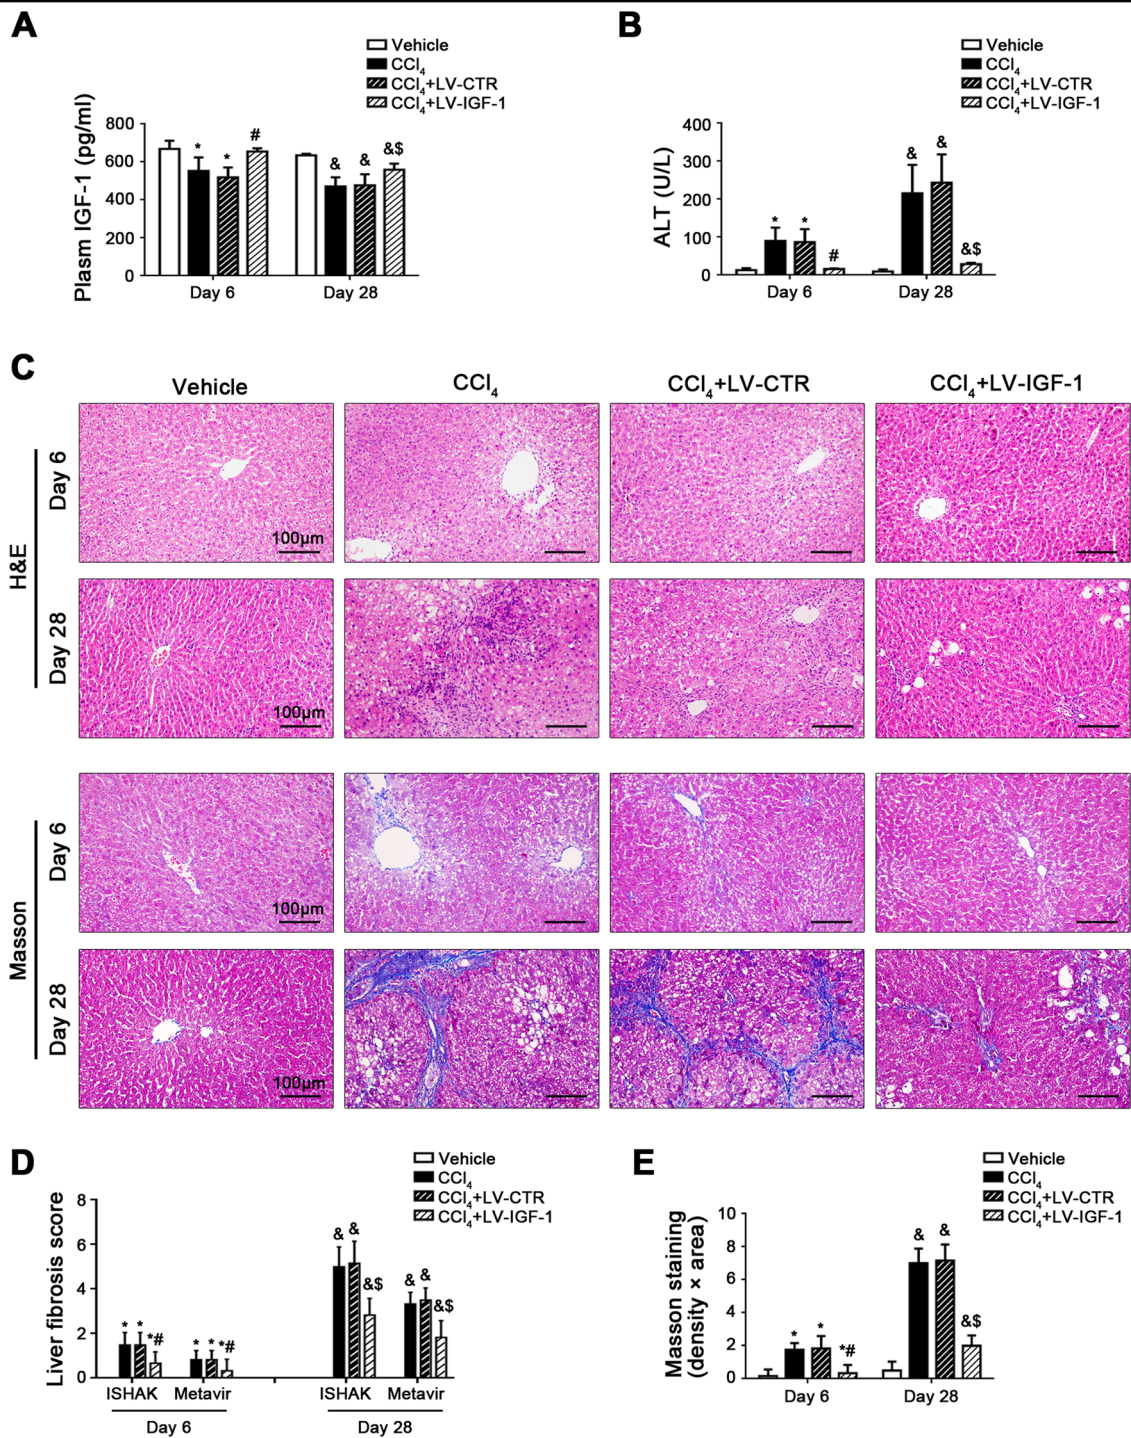 A
Vehicle
CCl4
CCl4+LV-CTR
CCl4+LV-IGF-1
Plasm IGF-1 (pg/ml)
800
600
400
200
0
*
*
#
&
&
&$
Day 6
Day 28
B
Vehicle
CCl4
CCl4+LV-CTR
CCl4+LV-IGF-1
ALT (U/L)
400
300
200
100
0
*
*
#
&
&
&$
Day 6
Day 28
C
Vehicle
CCl4
CCl4+LV-CTR
CCl4+LV-IGF-1
H&E
Day 6
100µm
Day 28
100µm
Masson
Day 6
100µm
Day 28
100µm
D
Vehicle
CCl4
CCl4+LV-CTR
CCl4+LV-IGF-1
Liver fibrosis score
8
6
4
2
0
*
*
*#
*
*
*#
&
&
&$
&
&
&$
ISHAK
Metavir
ISHAK
Metavir
Day 6
Day 28
E
Vehicle
CCl4
CCl4+LV-CTR
CCl4+LV-IGF-1
Masson staining
(density × area)
10
8
6
4
2
0
*
*
*#
&
&
&$
Day 6
Day 28